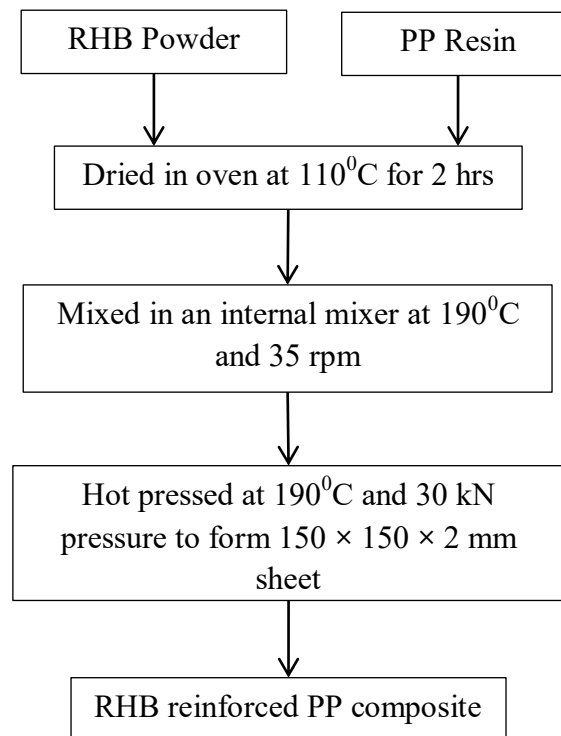 RHB Powder
PP Resin
Dried in oven at 110⁰C for 2 hrs
Mixed in an internal mixer at 190⁰C
and 35 rpm
Hot pressed at 190⁰C and 30 kN
pressure to form 150 × 150 × 2 mm
sheet
RHB reinforced PP composite